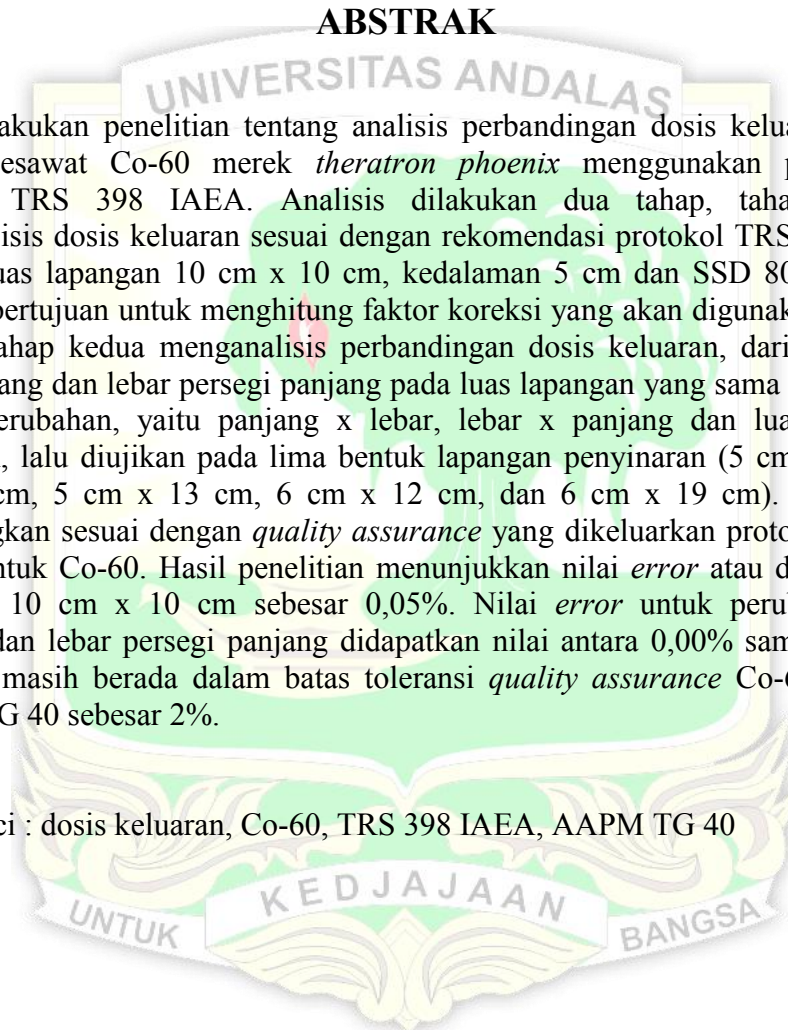 ABSTRAK
UNIVERSITAS ANDALAS
akukan penelitian tentang analisis perbandingan dosis kelua
esawat Co-60 merek theratron phoenix menggunakan p
TRS 398 IAEA. Analisis dilakukan dua tahap, taha
isis dosis keluaran sesuai dengan rekomendasi protokol TRS
uas lapangan 10 cm x 10 cm, kedalaman 5 cm dan SSD 80
pertujuan untuk menghitung faktor koreksi yang akan digunak
ahap kedua menganalisis perbandingan dosis keluaran, dari
ang dan lebar persegi panjang pada luas lapangan yang sama
erubahan, yaitu panjang x lebar, lebar x panjang dan lua
, lalu diujikan pada lima bentuk lapangan penyinaran (5 cm
cm, 5 cm x 13 cm, 6 cm x 12 cm, dan 6 cm x 19 cm).
gkan sesuai dengan quality assurance yang dikeluarkan proto
ntuk Co-60. Hasil penelitian menunjukkan nilai error atau d
10 cm x 10 cm sebesar 0,05%. Nilai error untuk perub
dan lebar persegi panjang didapatkan nilai antara 0,00% sam
masih berada dalam batas toleransi quality assurance Co-6
G 40 sebesar 2%.
ci : dosis keluaran, Co-60, TRS 398 IAEA, AAPM TG 40
UNTUK KEDJAJAAN BANGSA